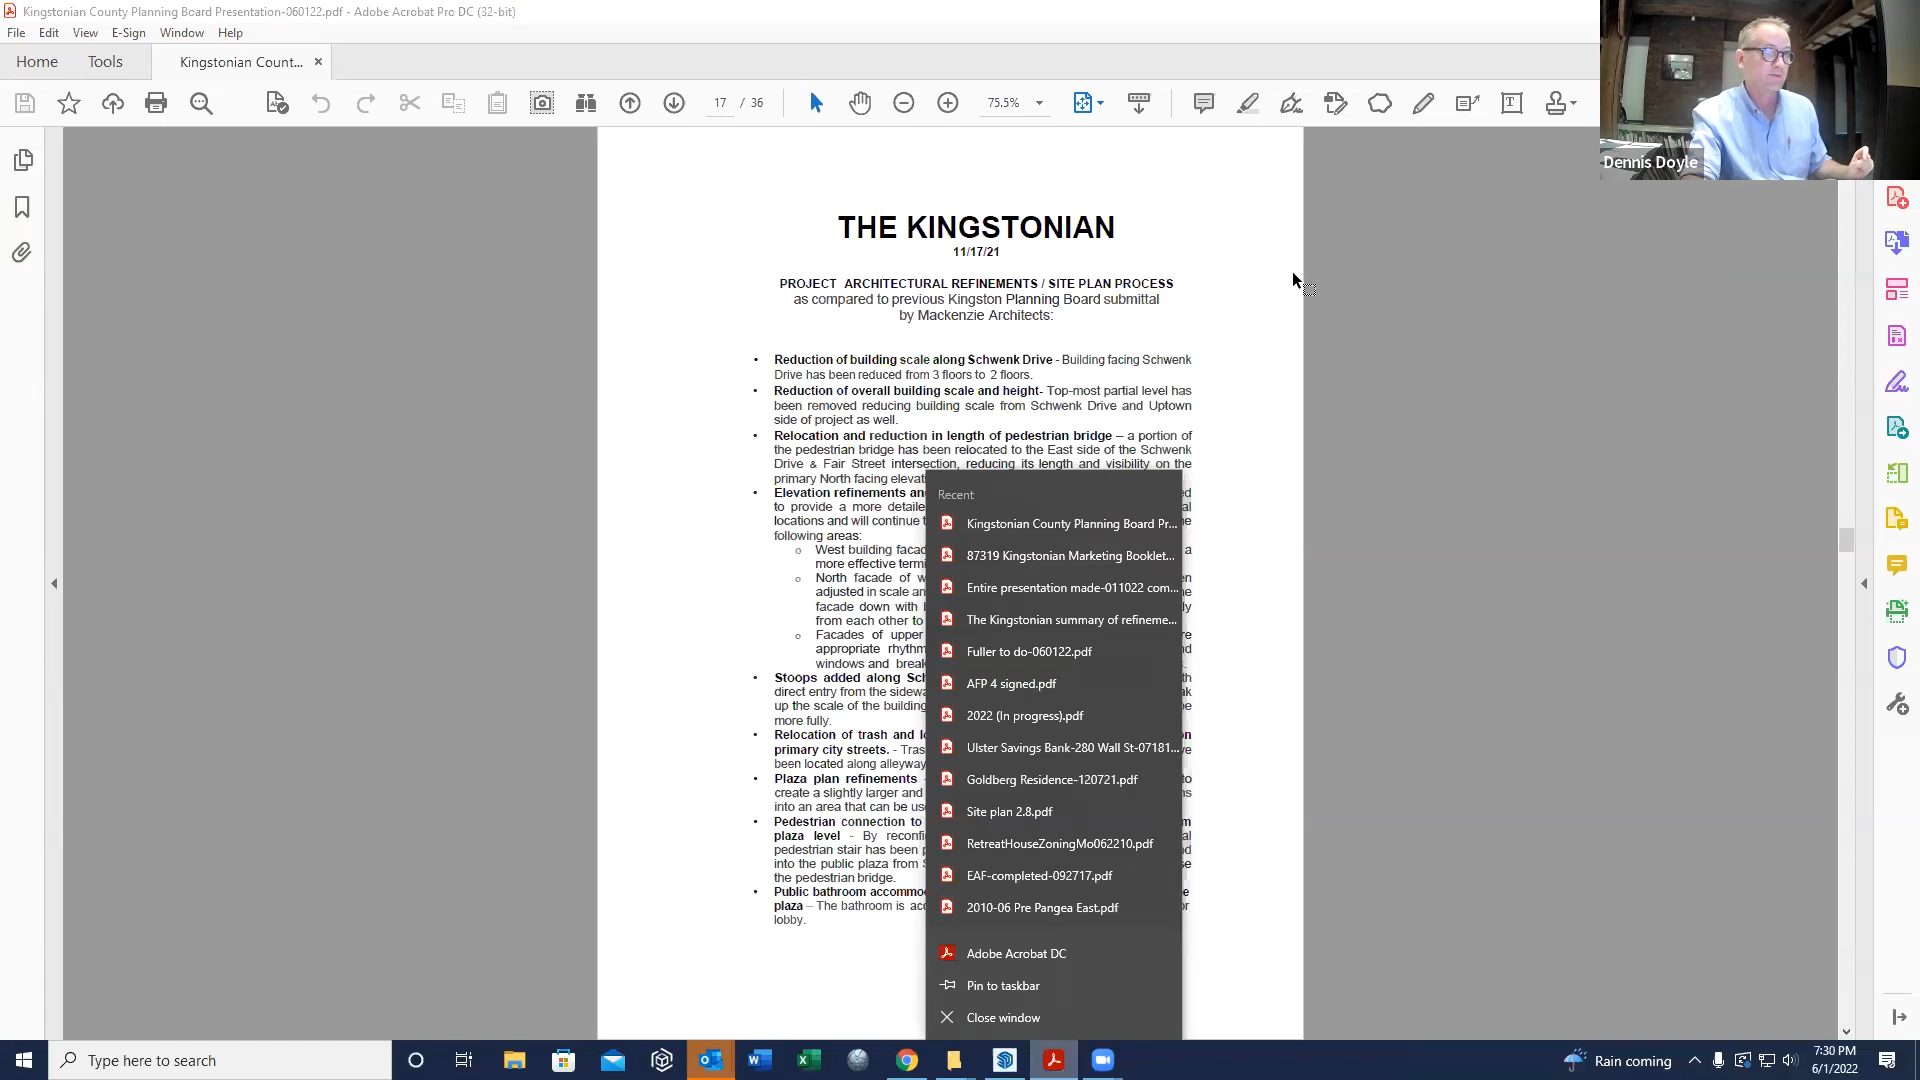 Kingstonian County Planning Board Presentation-060122.pdf - Adobe Acrobat Pro DC (32-bit)
File Edit View E-Sign Window Help
Home Tools Kingstonian Count... ×
17 / 36 75.5%
Dennis Doyle
THE KINGSTONIAN
11/17/21
PROJECT ARCHITECTURAL REFINEMENTS / SITE PLAN PROCESS
as compared to previous Kingston Planning Board submittal
by Mackenzie Architects:
• Reduction of building scale along Schwenk Drive - Building facing Schwenk
Drive has been reduced from 3 floors to 2 floors.
• Reduction of overall building scale and height- Top-most partial level has
been removed reducing building scale from Schwenk Drive and Uptown
side of project as well.
• Relocation and reduction in length of pedestrian bridge – a portion of
the pedestrian bridge has been relocated to the East side of the Schwenk
Drive & Fair Street intersection, reducing its length and visibility on the
primary North facing elevat
• Elevation refinements an
to provide a more detaile
locations and will continue t
following areas:
o West building faca
more effective termi
o North facade of w
adjusted in scale an
facade down with
from each other to
o Facades of upper
appropriate rhythm
windows and break
• Stoops added along Sc
direct entry from the sidewa
up the scale of the building
more fully.
• Relocation of trash and l
primary city streets. - Tras
been located along alleyway
• Plaza plan refinements
create a slightly larger and
into an area that can be us
• Pedestrian connection to
plaza level - By reconfi
pedestrian stair has been
into the public plaza from
the pedestrian bridge.
• Public bathroom accommo
plaza – The bathroom is acc
lobby.
Recent
Kingstonian County Planning Board Pr...
87319 Kingstonian Marketing Booklet...
Entire presentation made-011022 com...
The Kingstonian summary of refineme...
Fuller to do-060122.pdf
AFP 4 signed.pdf
2022 (In progress).pdf
Ulster Savings Bank-280 Wall St-07181...
Goldberg Residence-120721.pdf
Site plan 2.8.pdf
RetreatHouseZoningMo062210.pdf
EAF-completed-092717.pdf
2010-06 Pre Pangea East.pdf
Adobe Acrobat DC
Pin to taskbar
Close window
Type here to search
Rain coming
7:30 PM
6/1/2022